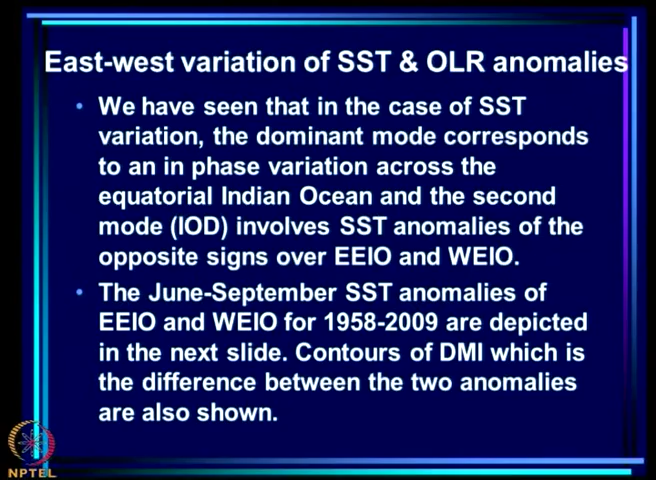 East-west variation of SST & OLR anomalies
• We have seen that in the case of SST
variation, the dominant mode corresponds
to an in phase variation across the
equatorial Indian Ocean and the second
mode (IOD) involves SST anomalies of the
opposite signs over EEIO and WEIO.
• The June-September SST anomalies of
EEIO and WEIO for 1958-2009 are depicted
in the next slide. Contours of DMI which is
the difference between the two anomalies
are also shown.
NPTEL